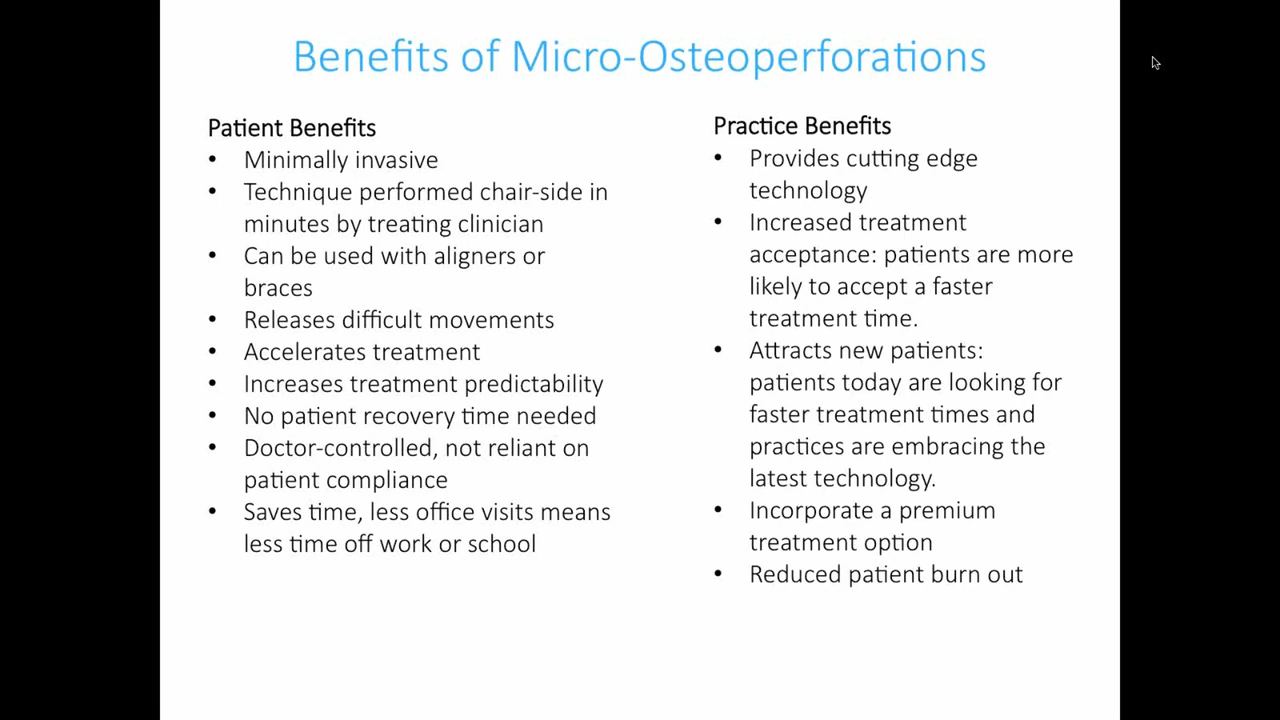 Benefits of Micro-Osteoperforations
Patient Benefits
• Minimally invasive
• Technique performed chair-side in
minutes by treating clinician
• Can be used with aligners or
braces
• Releases difficult movements
• Accelerates treatment
• Increases treatment predictability
• No patient recovery time needed
• Doctor-controlled, not reliant on
patient compliance
• Saves time, less office visits means
less time off work or school
Practice Benefits
• Provides cutting edge
technology
• Increased treatment
acceptance: patients are more
likely to accept a faster
treatment time.
• Attracts new patients:
patients today are looking for
faster treatment times and
practices are embracing the
latest technology.
• Incorporate a premium
treatment option
• Reduced patient burn out